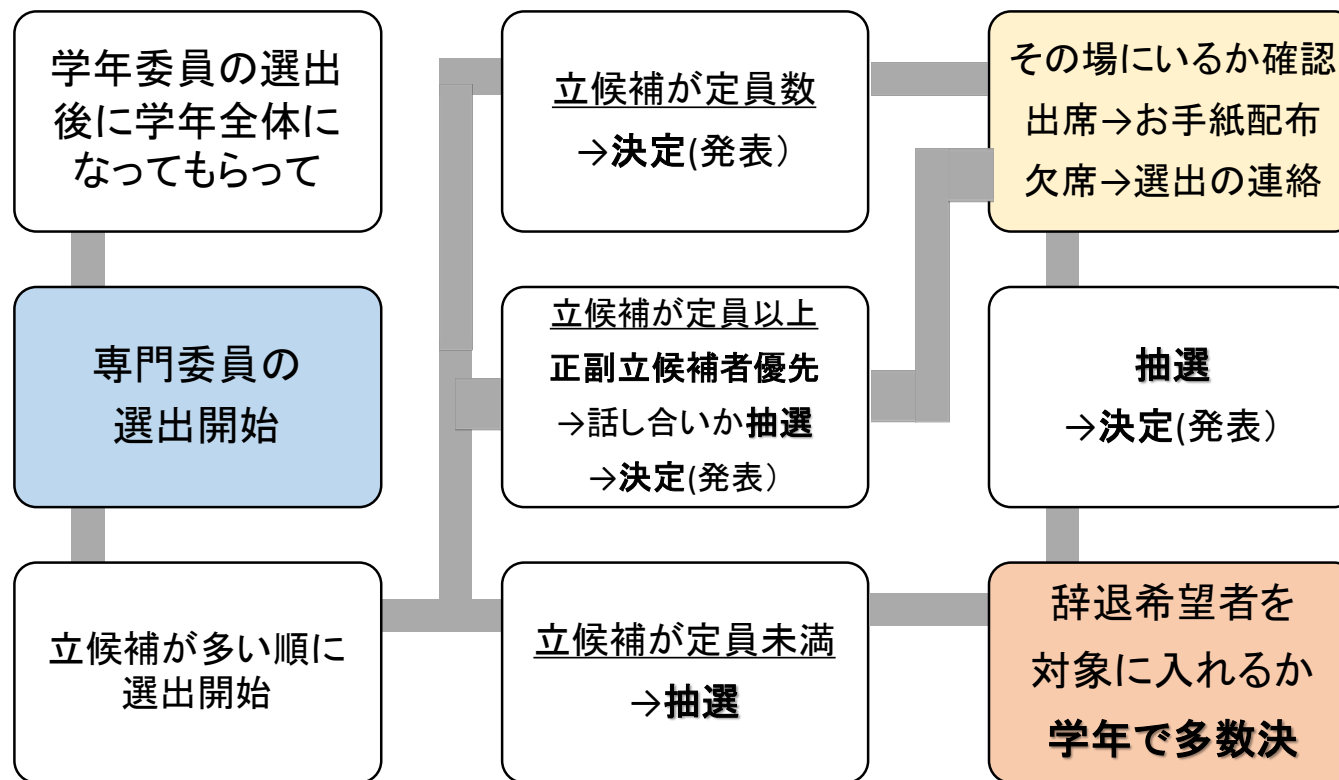 学年委員の選出
後に学年全体に
なってもらって
専門委員の
選出開始
立候補が多い順に
選出開始
立候補が定員数
→決定(発表）
立候補が定員以上
正副立候補者優先
→話し合いか抽選
→決定(発表）
立候補が定員未満
→抽選
その場にいるか確認
出席→お手紙配布
欠席→選出の連絡
抽選
→決定(発表）
辞退希望者を
対象に入れるか
学年で多数決